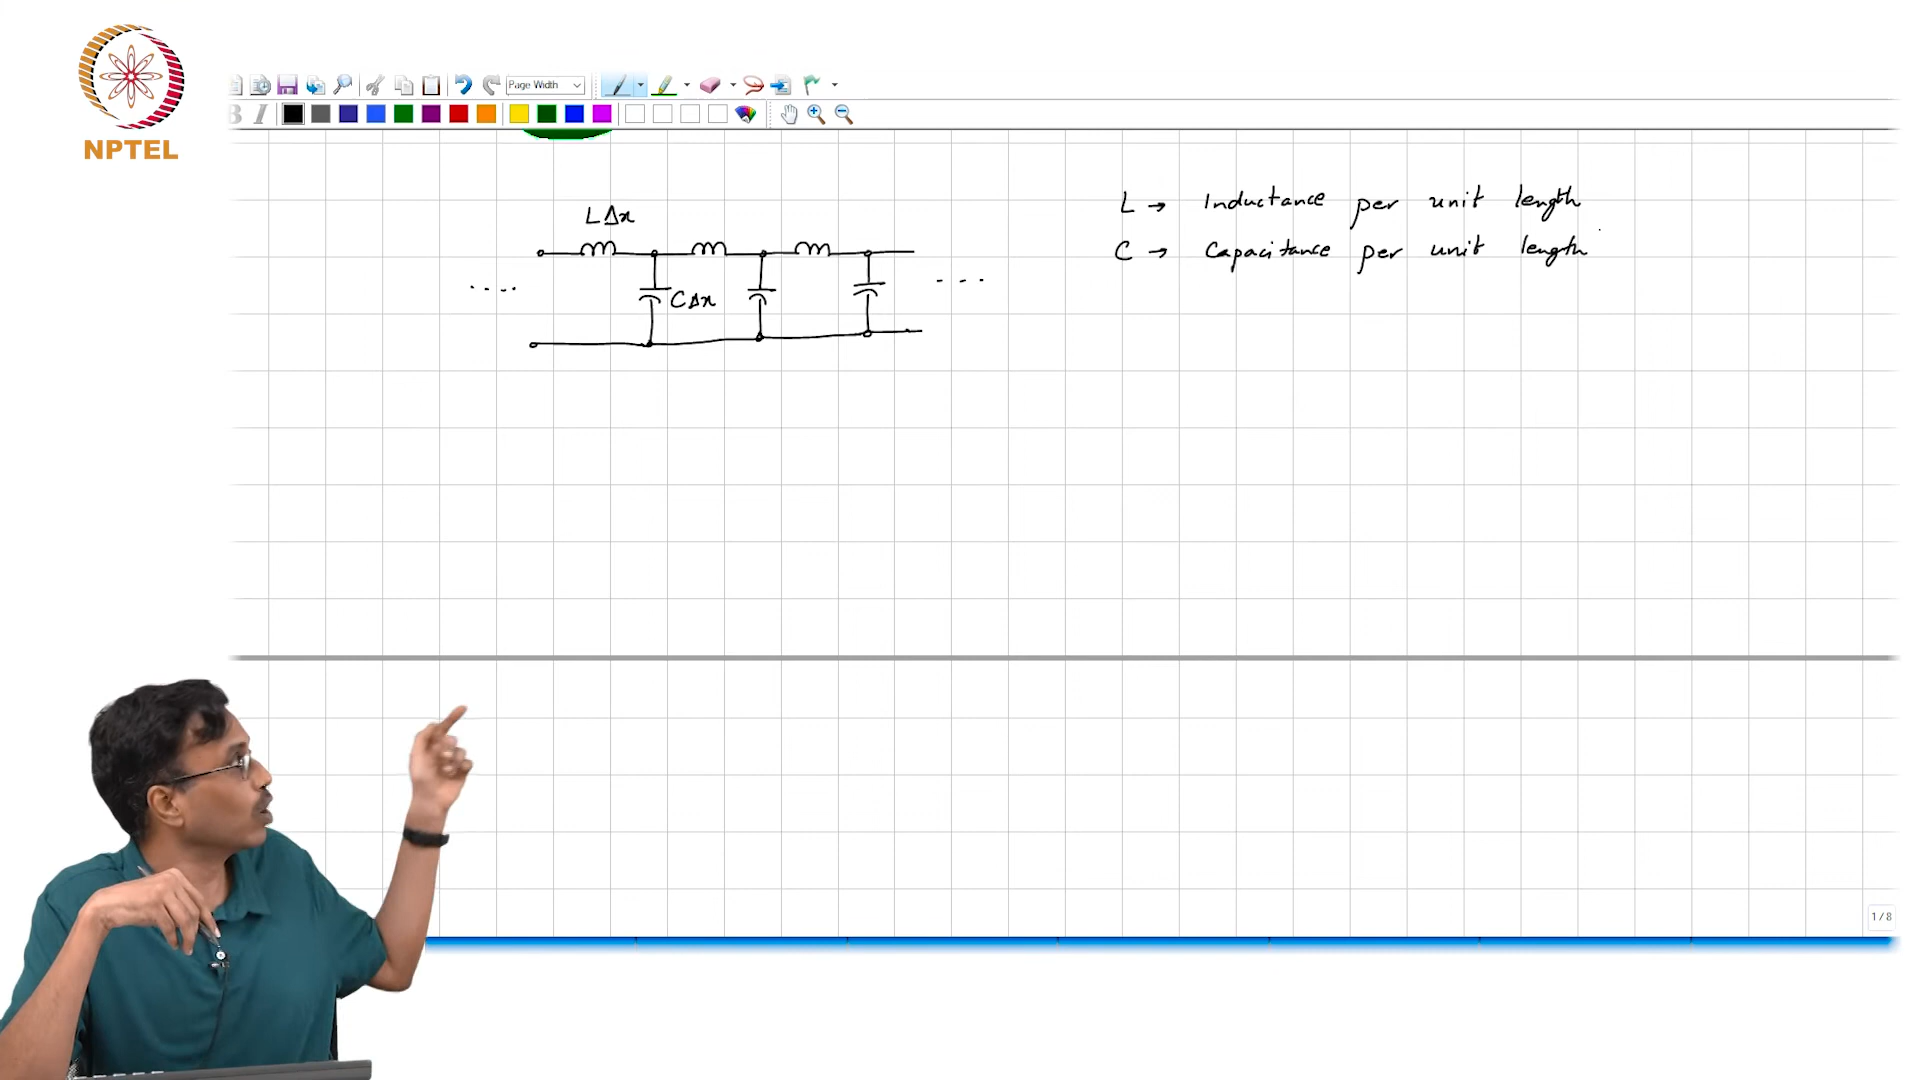 NPTEL
Page Width
B I
LΔx
L → Inductance per unit length
C → Capacitance per unit length
....
CΔx
- - -
1 / 8